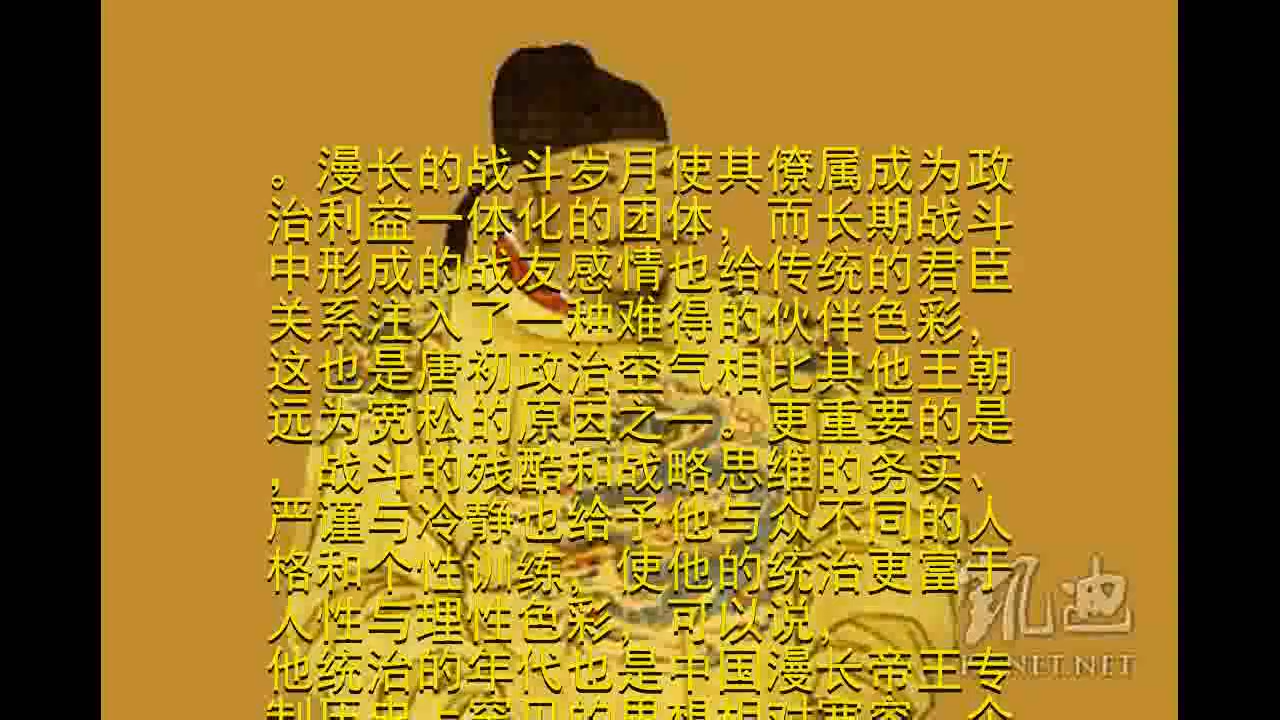 。漫长的战斗岁月使其僚属成为政
治利益一体化的团体，而长期战斗
中形成的战友感情也给传统的君臣
关系注入了一种难得的伙伴色彩，
这也是唐初政治空气相比其他王朝
远为宽松的原因之一。更重要的是
，战斗的残酷和战略思维的务实、
严谨与冷静也给予他与众不同的人
格和个性训练，使他的统治更富于
人性与理性色彩，可以说，
他统治的年代也是中国漫长帝王专
凯迪
NET.NET